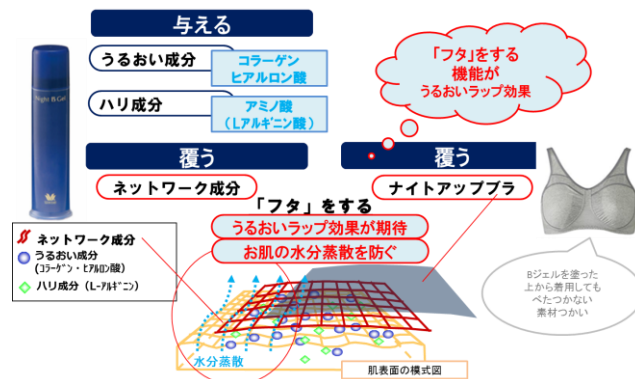 与える
うるおい成分
コラーゲン
ヒアルロン酸
ハリ成分
アミノ酸
(Lアルギニン酸)
「フタ」をする
機能が
うるおいラップ効果
Night B Gel
覆う
覆う
ネットワーク成分
ナイトアップブラ
「フタ」をする
うるおいラップ効果が期待
お肌の水分蒸散を防ぐ
ネットワーク成分
うるおい成分
(コラーゲン・ヒアルロン酸)
ハリ成分(L-アルギニン)
Bジェルを塗った
上から着用しても
べたつかない
素材つかい
水分蒸散
肌表面の模式図